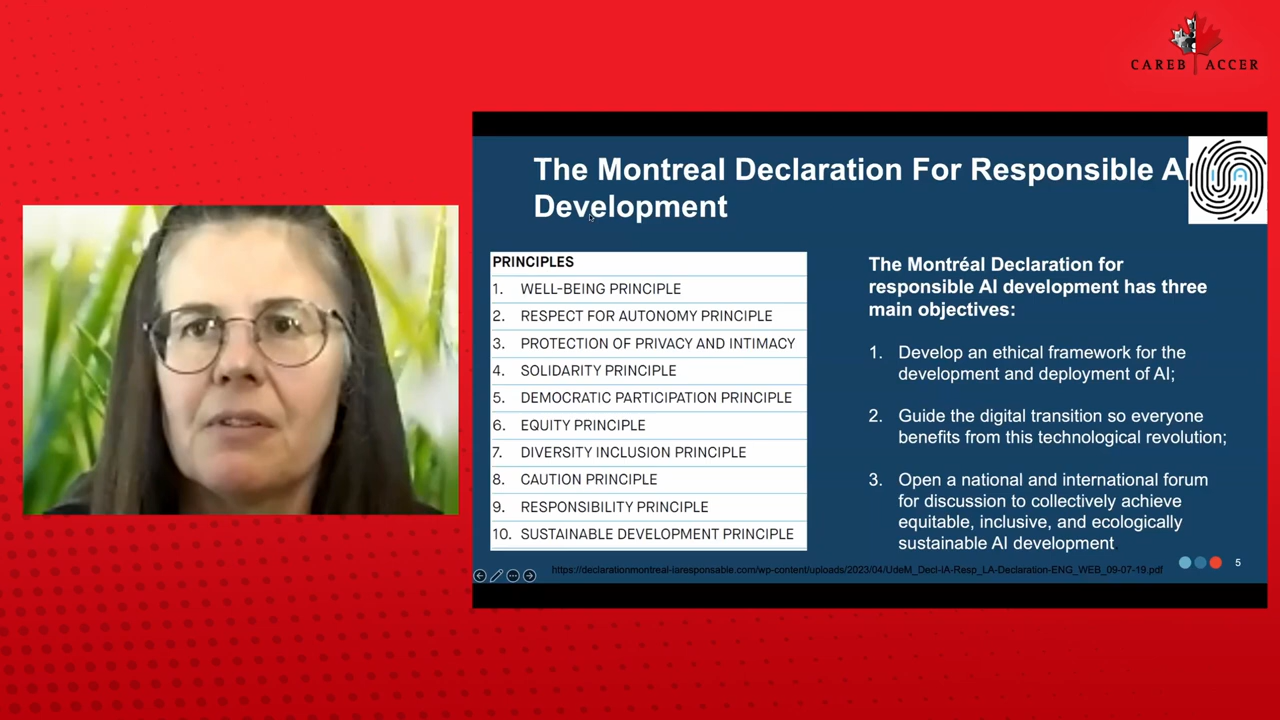 CAREB ACCER
The Montreal Declaration For Responsible AI
Development
IA
PRINCIPLES
1. WELL-BEING PRINCIPLE
2. RESPECT FOR AUTONOMY PRINCIPLE
3. PROTECTION OF PRIVACY AND INTIMACY
4. SOLIDARITY PRINCIPLE
5. DEMOCRATIC PARTICIPATION PRINCIPLE
6. EQUITY PRINCIPLE
7. DIVERSITY INCLUSION PRINCIPLE
8. CAUTION PRINCIPLE
9. RESPONSIBILITY PRINCIPLE
10. SUSTAINABLE DEVELOPMENT PRINCIPLE
The Montréal Declaration for
responsible AI development has three
main objectives:
1. Develop an ethical framework for the
development and deployment of AI;
2. Guide the digital transition so everyone
benefits from this technological revolution;
3. Open a national and international forum
for discussion to collectively achieve
equitable, inclusive, and ecologically
sustainable AI development
https://declarationmontreal-iaresponsable.com/wp-content/uploads/2023/04/UdeM_Decl-IA-Resp_LA-Declaration-ENG_WEB_09-07-19.pdf
5